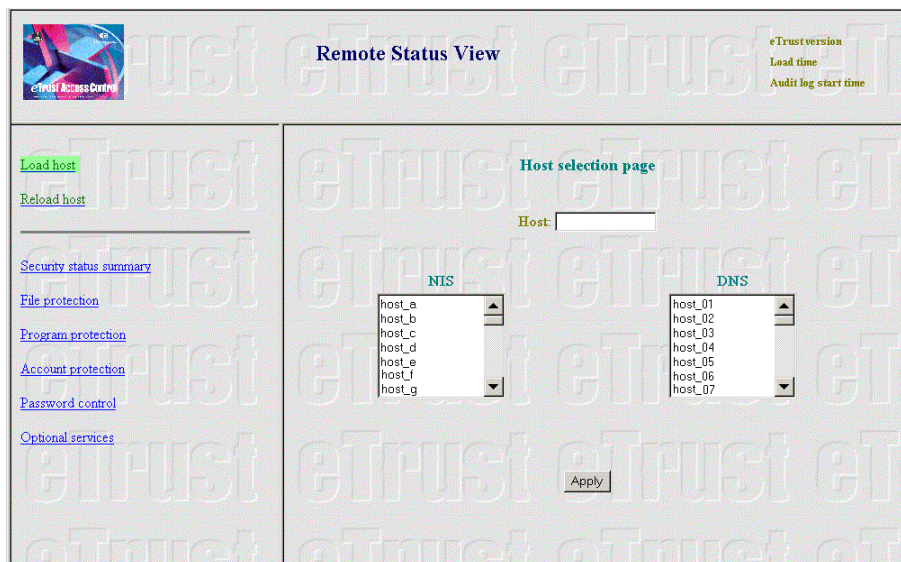 eTrust Access Control
Remote Status View
eTrust version
Load time
Audit log start time
Load host
Reload host
Security status summary
File protection
Program protection
Account protection
Password control
Optional services
Host selection page
Host:
NIS
host_a
host_b
host_c
host_d
host_e
host_f
host_g
DNS
host_01
host_02
host_03
host_04
host_05
host_06
host_07
Apply